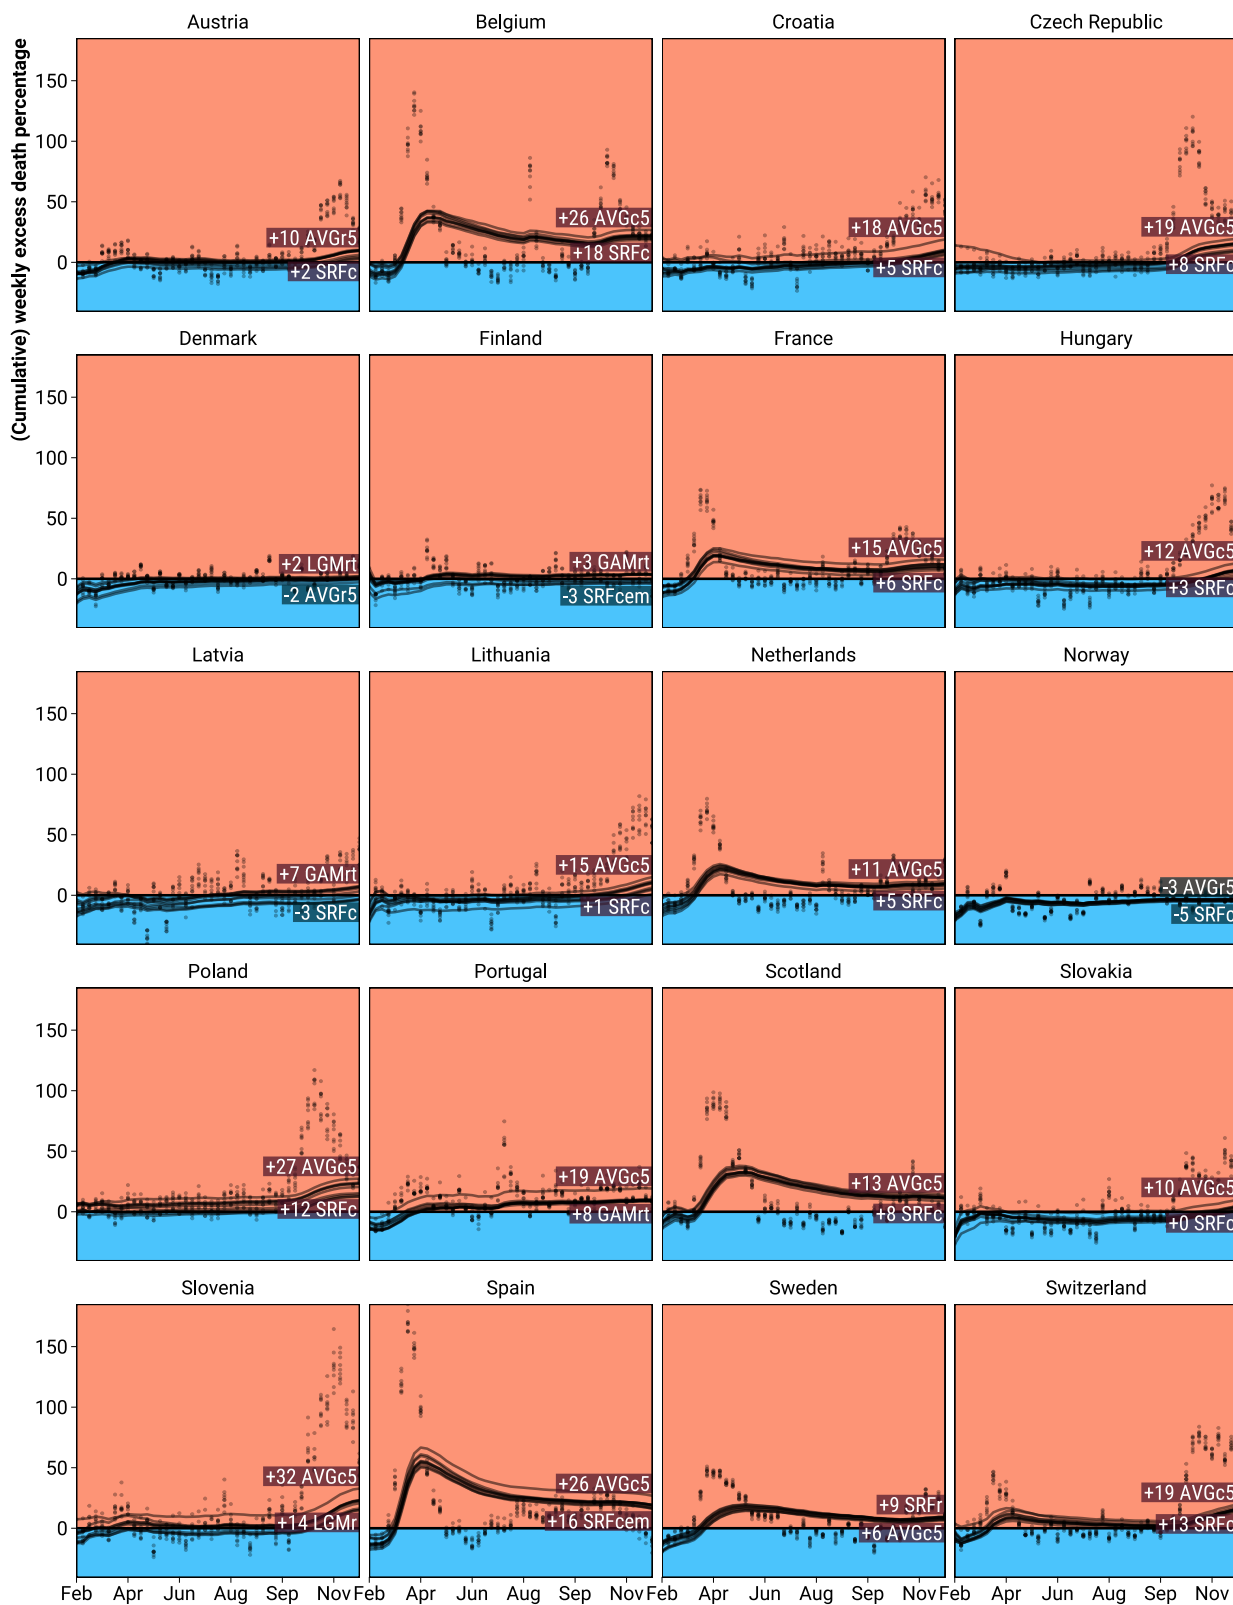 Austria Belgium Croatia Czech Republic
(Cumulative) weekly excess death percentage
150
100
50
0
+10 AVGr5
+2 SRFc
+26 AVGc5
+18 SRFc
+18 AVGc5
+5 SRFc
+19 AVGc5
+8 SRFc
Denmark Finland France Hungary
150
100
50
0
+2 LGMrt
-2 AVGr5
+3 GAMrt
-3 SRFcem
+15 AVGc5
+6 SRFc
+12 AVGc5
+3 SRFc
Latvia Lithuania Netherlands Norway
150
100
50
0
+7 GAMrt
-3 SRFc
+15 AVGc5
+1 SRFc
+11 AVGc5
+5 SRFc
-3 AVGr5
-5 SRFc
Poland Portugal Scotland Slovakia
150
100
50
0
+27 AVGc5
+12 SRFc
+19 AVGc5
+8 GAMrt
+13 AVGc5
+8 SRFc
+10 AVGc5
+0 SRFc
Slovenia Spain Sweden Switzerland
150
100
50
0
+32 AVGc5
+14 LGMr
+26 AVGc5
+16 SRFcem
+9 SRFr
+6 AVGc5
+19 AVGc5
+13 SRFc
Feb Apr Jun Aug Sep Nov Feb Apr Jun Aug Sep Nov Feb Apr Jun Aug Sep Nov Feb Apr Jun Aug Sep Nov